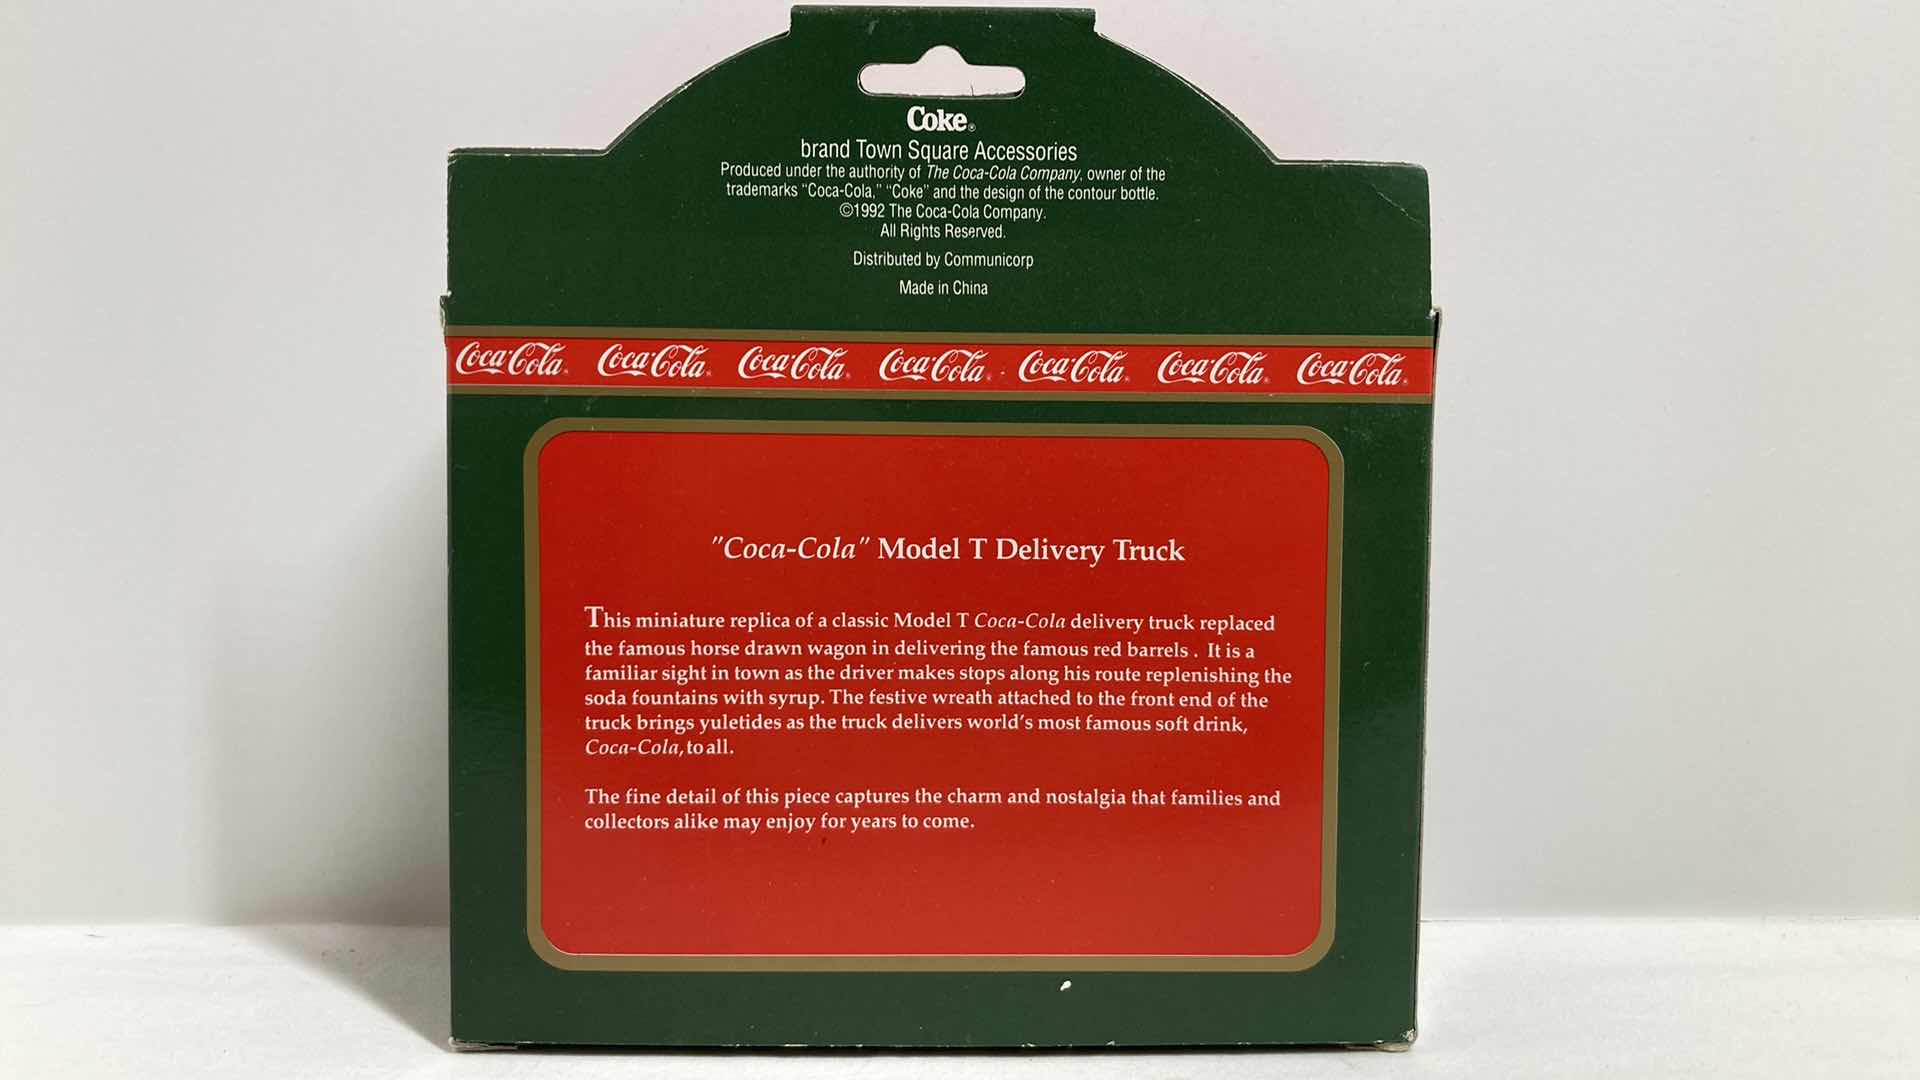 Coke®
brand Town Square Accessories
Produced under the authority of The Coca-Cola Company, owner of the
trademarks "Coca-Cola," "Coke" and the design of the contour bottle.
©1992 The Coca-Cola Company.
All Rights Reserved.
Distributed by Communicorp
Made in China
Coca-Cola® Coca-Cola® Coca-Cola® Coca-Cola® Coca-Cola® Coca-Cola® Coca-Cola®
"Coca-Cola" Model T Delivery Truck
This miniature replica of a classic Model T Coca-Cola delivery truck replaced
the famous horse drawn wagon in delivering the famous red barrels . It is a
familiar sight in town as the driver makes stops along his route replenishing the
soda fountains with syrup. The festive wreath attached to the front end of the
truck brings yuletides as the truck delivers world's most famous soft drink,
Coca-Cola, to all.
The fine detail of this piece captures the charm and nostalgia that families and
collectors alike may enjoy for years to come.